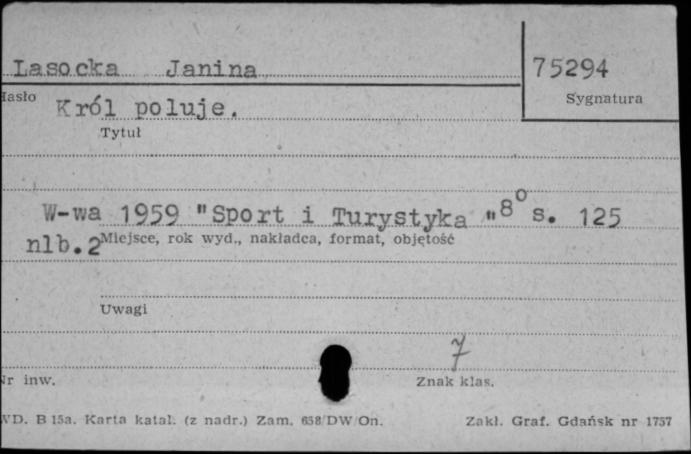 Lasocka Janina
75294
Hasło
Sygnatura
Król poluje.
Tytuł
W-wa 1959 "Sport i Turystyka "8° s. 125
nlb.2
Miejsce, rok wyd., nakładca, format, objętość
Uwagi
7
Nr inw.
Znak klas.
WD. B 15a. Karta katal. (z nadr.) Zam. 658/DW/On.
Zakł. Graf. Gdańsk nr 1757